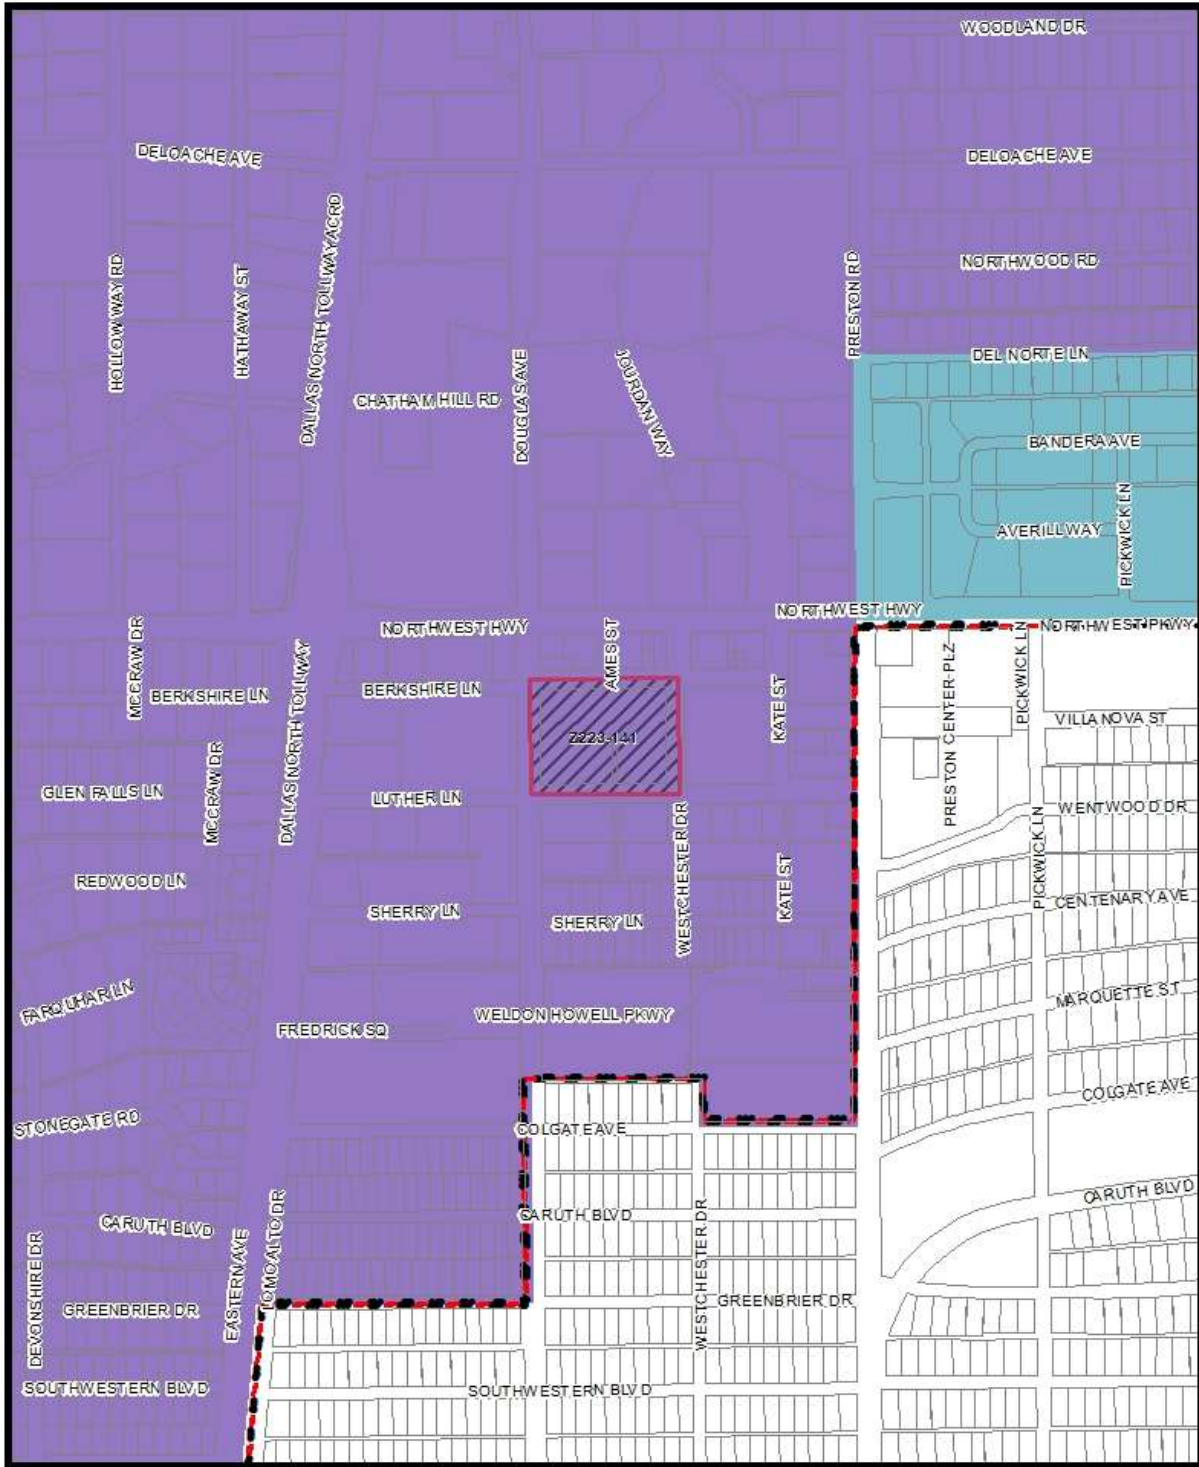 WOODLAND DR
DELOACHE AVE
DELOACHE AVE
DALLAS NORTH TOLLWAY ACRD
HOLLOWAY RD
HATHAWAY ST
PRESTON RD
NORTHWOOD RD
DEL NORTE LN
CHATHAM HILL RD
DOUGLAS AVE
JOURDAN WAY
BANDERA AVE
AVERILL WAY
PICKWICK LN
NORTHWEST HWY
NORTHWEST HWY
NORTHWEST PKWY
MCCRAW DR
BERKSHIRE LN
DALLAS NORTH TOLLWAY
BERKSHIRE LN
AMES ST
KATE ST
PRESTON CENTER PLZ
PICKWICK LN
VILLANOVA ST
Z223-141
MCCRAW DR
GLEN FALLS LN
LUTHER LN
WESTCHESTER DR
WENTWOOD DR
REDWOOD LN
KATE ST
PICKWICK LN
CENTENARY AVE
SHERRY LN
SHERRY LN
FARQUHAR LN
MARQUETTE ST
FREDRICK SQ
WELDON HOWELL PKWY
COLGATE AVE
STONEGATE RD
COLGATE AVE
CARUTH BLVD
CARUTH BLVD
CARUTH BLVD
DEVONSHIRE DR
EASTERN AVE
LOMO ALTO DR
WESTCHESTER DR
GREENBRIER DR
GREENBRIER DR
SOUTHWESTERN BLVD
SOUTHWESTERN BLVD